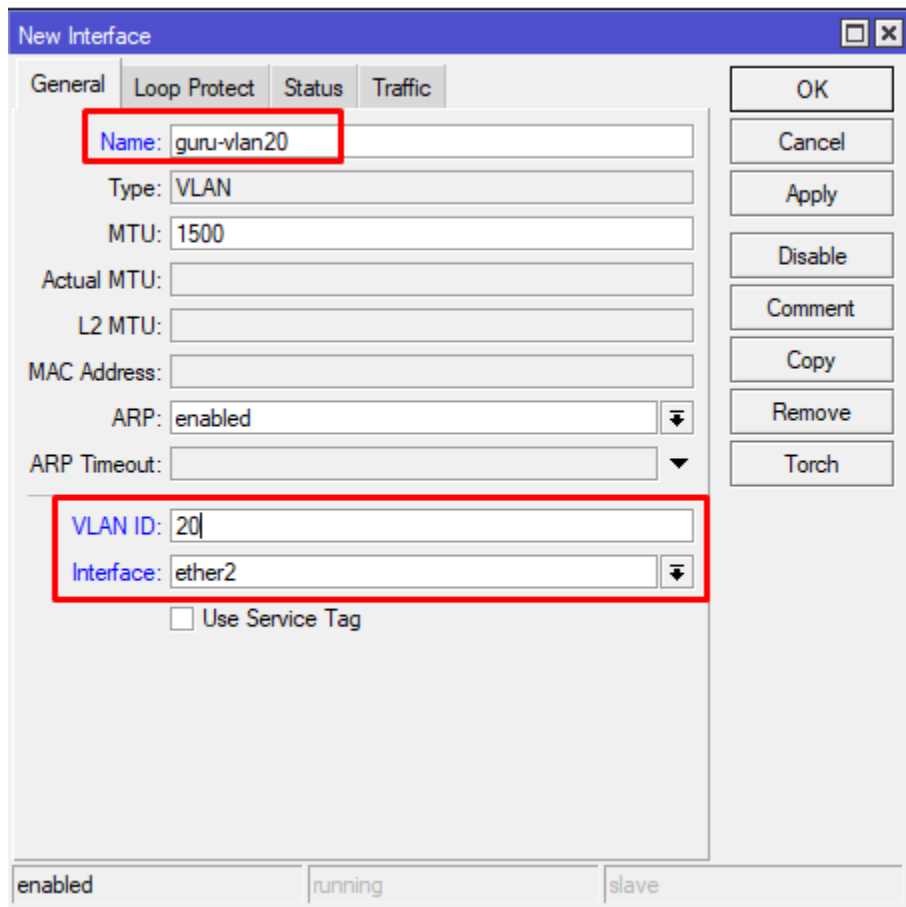 New Interface
General Loop Protect Status Traffic
OK
Name: guru-vlan20
Cancel
Type: VLAN
Apply
MTU: 1500
Disable
Actual MTU:
Comment
L2 MTU:
Copy
MAC Address:
Remove
ARP: enabled
Torch
ARP Timeout:
VLAN ID: 20
Interface: ether2
Use Service Tag
enabled running slave